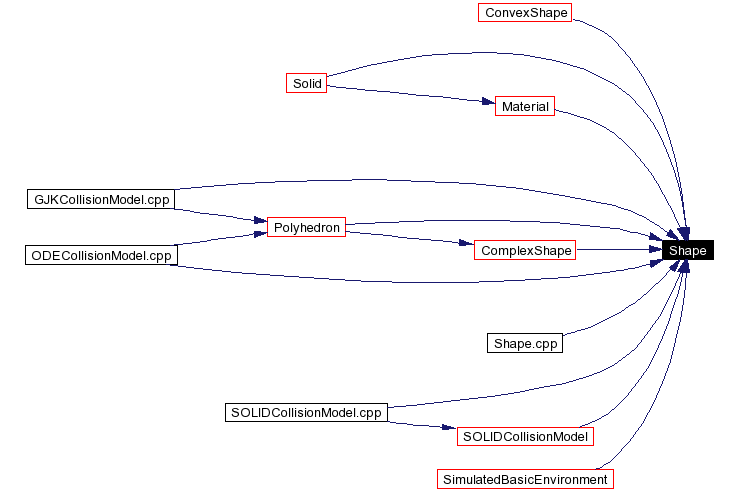 ConvexShape
Solid
Material
GJKCollisionModel.cpp
Polyhedron
ODECollisionModel.cpp
ComplexShape
Shape
Shape.cpp
SOLIDCollisionModel.cpp
SOLIDCollisionModel
SimulatedBasicEnvironment